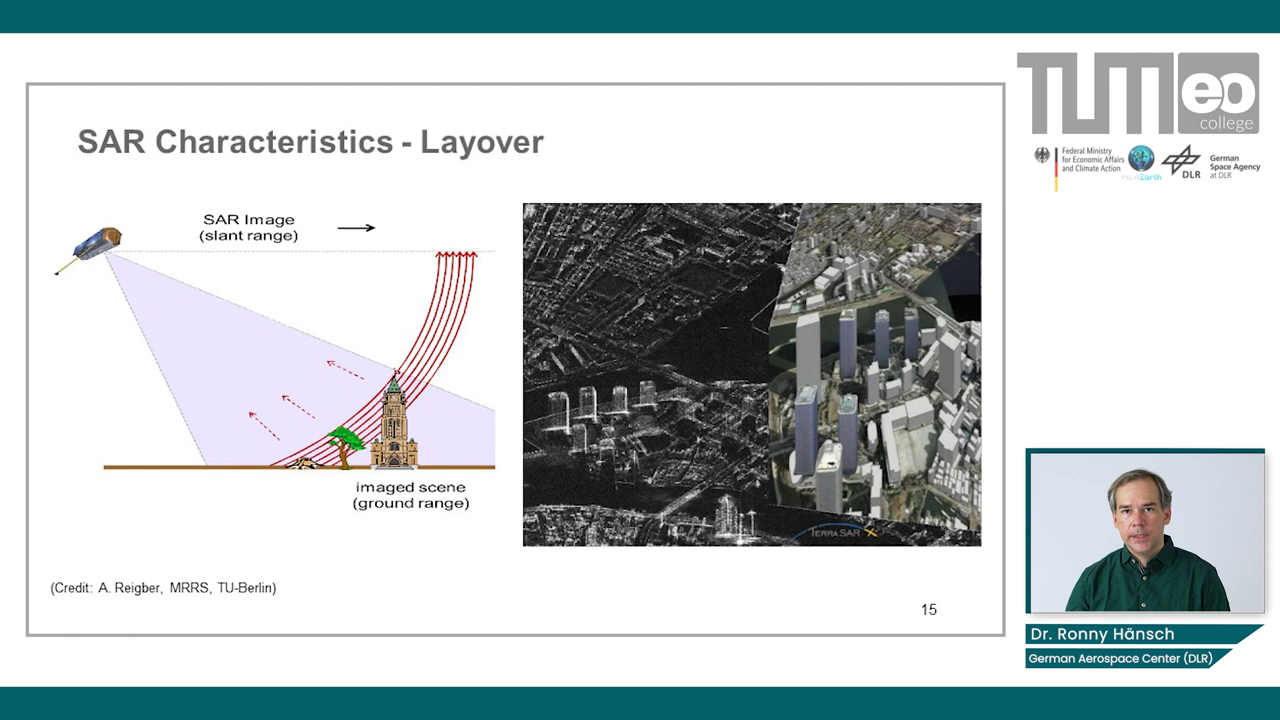 SAR Characteristics - Layover
SAR Image
(slant range)
imaged scene
(ground range)
TERRASAR X
(Credit: A. Reigber, MRRS, TU-Berlin)
15
TUM eo
college
Federal Ministry
for Economic Affairs
and Climate Action
ML4Earth
DLR
German
Space Agency
at DLR
Dr. Ronny Hänsch
German Aerospace Center (DLR)